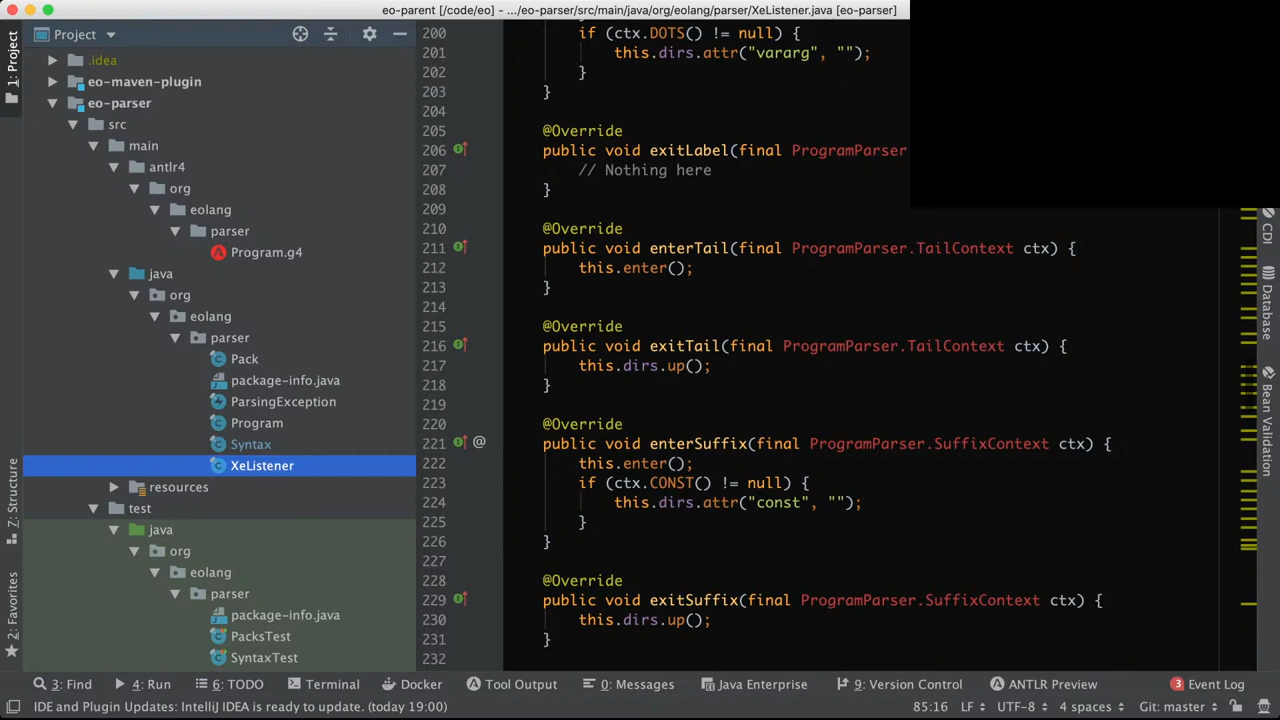 eo-parent [/code/eo] - .../eo-parser/src/main/java/org/eolang/parser/XeListener.java [eo-parser]
1: Project
Z: Structure
2: Favorites
Project
.idea
eo-maven-plugin
eo-parser
src
main
antlr4
org
eolang
parser
Program.g4
java
org
eolang
parser
Pack
package-info.java
ParsingException
Program
Syntax
XeListener
resources
test
java
org
eolang
parser
package-info.java
PacksTest
SyntaxTest
200 if (ctx.DOTS() != null) {
201 this.dirs.attr("vararg", "");
202 }
203 }
204
205 @Override
206 public void exitLabel(final ProgramParser
207 // Nothing here
208 }
209
210 @Override
211 public void enterTail(final ProgramParser.TailContext ctx) {
212 this.enter();
213 }
214
215 @Override
216 public void exitTail(final ProgramParser.TailContext ctx) {
217 this.dirs.up();
218 }
219
220 @Override
221 @ public void enterSuffix(final ProgramParser.SuffixContext ctx) {
222 this.enter();
223 if (ctx.CONST() != null) {
224 this.dirs.attr("const", "");
225 }
226 }
227
228 @Override
229 public void exitSuffix(final ProgramParser.SuffixContext ctx) {
230 this.dirs.up();
231 }
232
CDI
Database
Bean Validation
3: Find 4: Run 6: TODO Terminal Docker Tool Output 0: Messages Java Enterprise 9: Version Control ANTLR Preview 3 Event Log
IDE and Plugin Updates: IntelliJ IDEA is ready to update. (today 19:00) 85:16 LF UTF-8 4 spaces Git: master